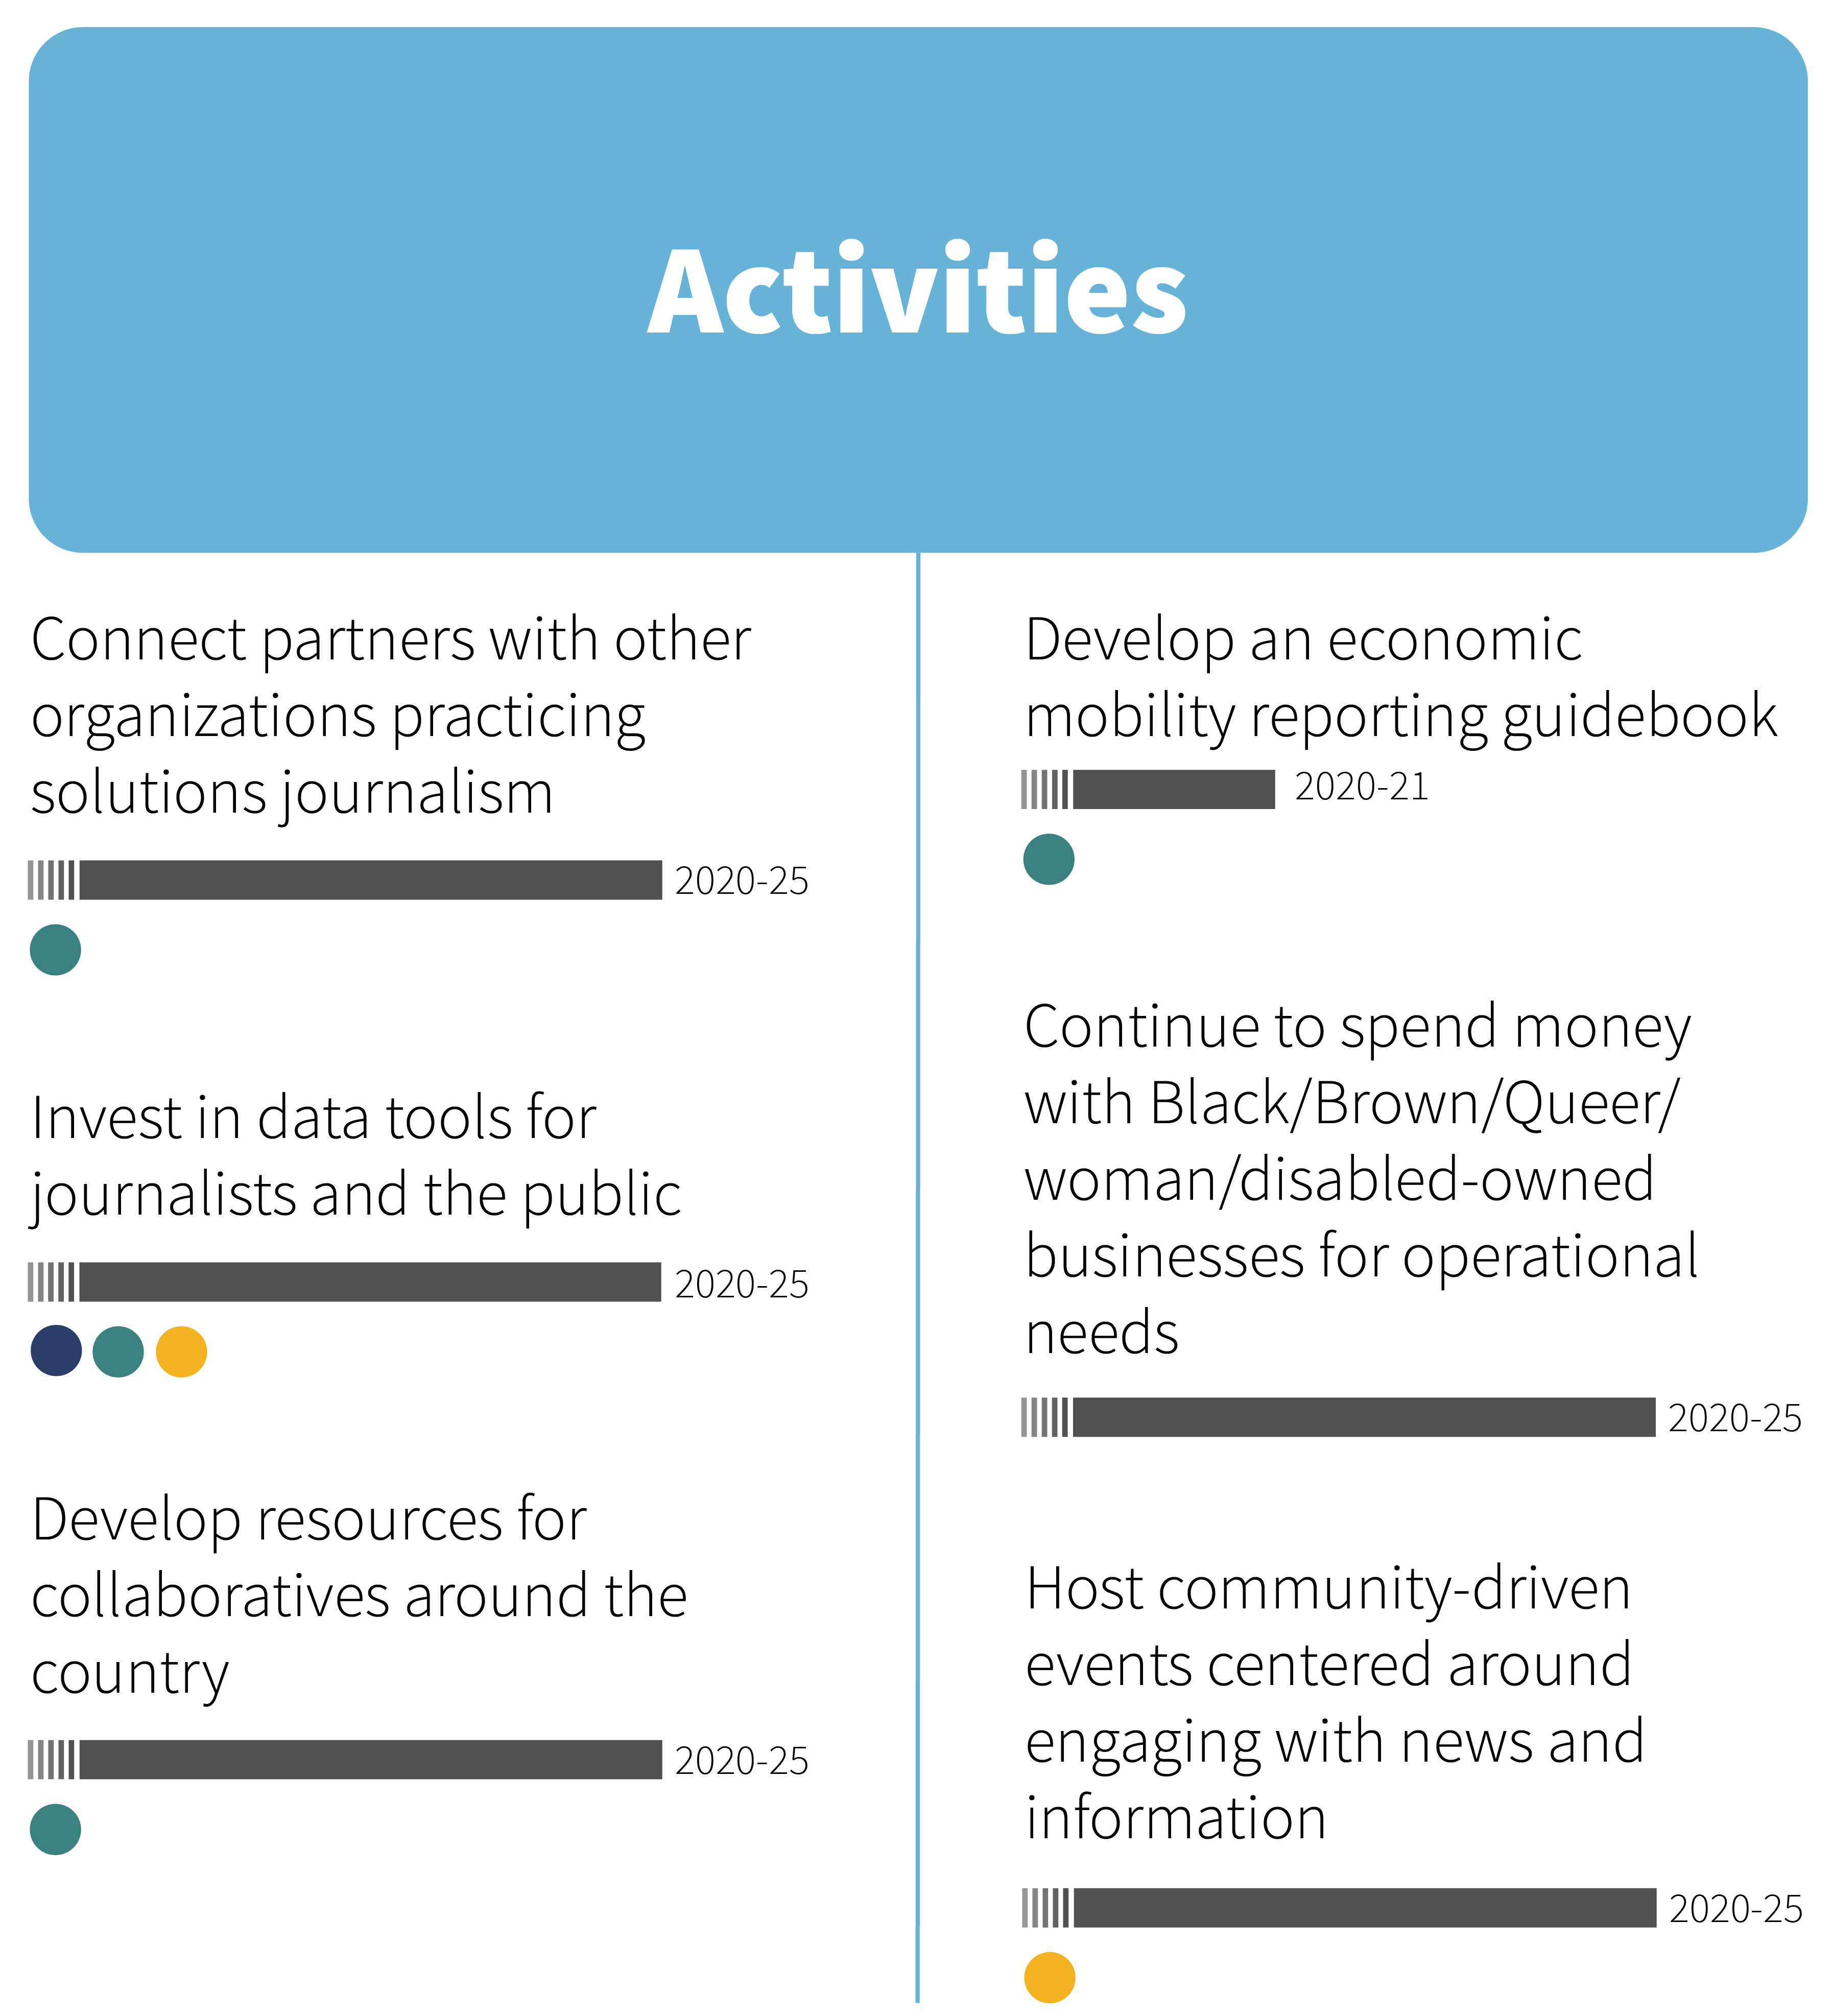 Activities
Connect partners with other
organizations practicing
solutions journalism
2020-25
Invest in data tools for
journalists and the public
2020-25
Develop resources for
collaboratives around the
country
2020-25
Develop an economic
mobility reporting guidebook
2020-21
Continue to spend money
with Black/Brown/Queer/
woman/disabled-owned
businesses for operational
needs
2020-25
Host community-driven
events centered around
engaging with news and
information
2020-25